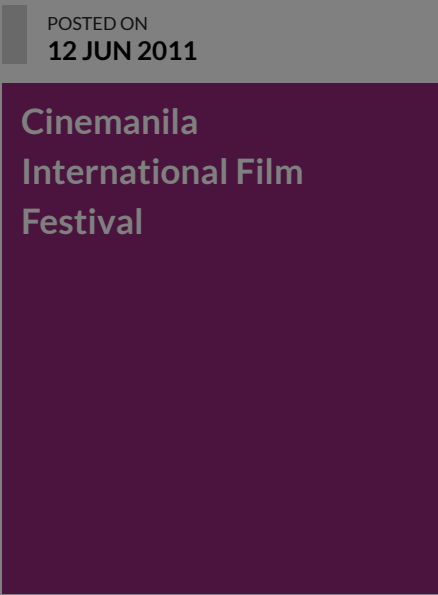 POSTED ON
12 JUN 2011
Cinemanila
International Film
Festival